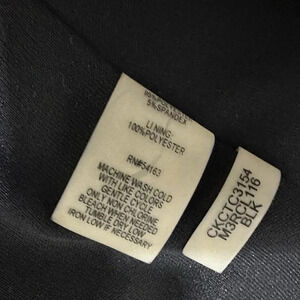 5% SPANDEX
LINING:
100% POLYESTER
RN#54163
MACHINE WASH COLD
WITH LIKE COLORS
GENTLE CYCLE
ONLY NON CHLORINE
BLEACH WHEN NEEDED
TUMBLE DRY LOW
IRON LOW IF NECESSARY
CKCTLC3154
M3RCL116
BLK